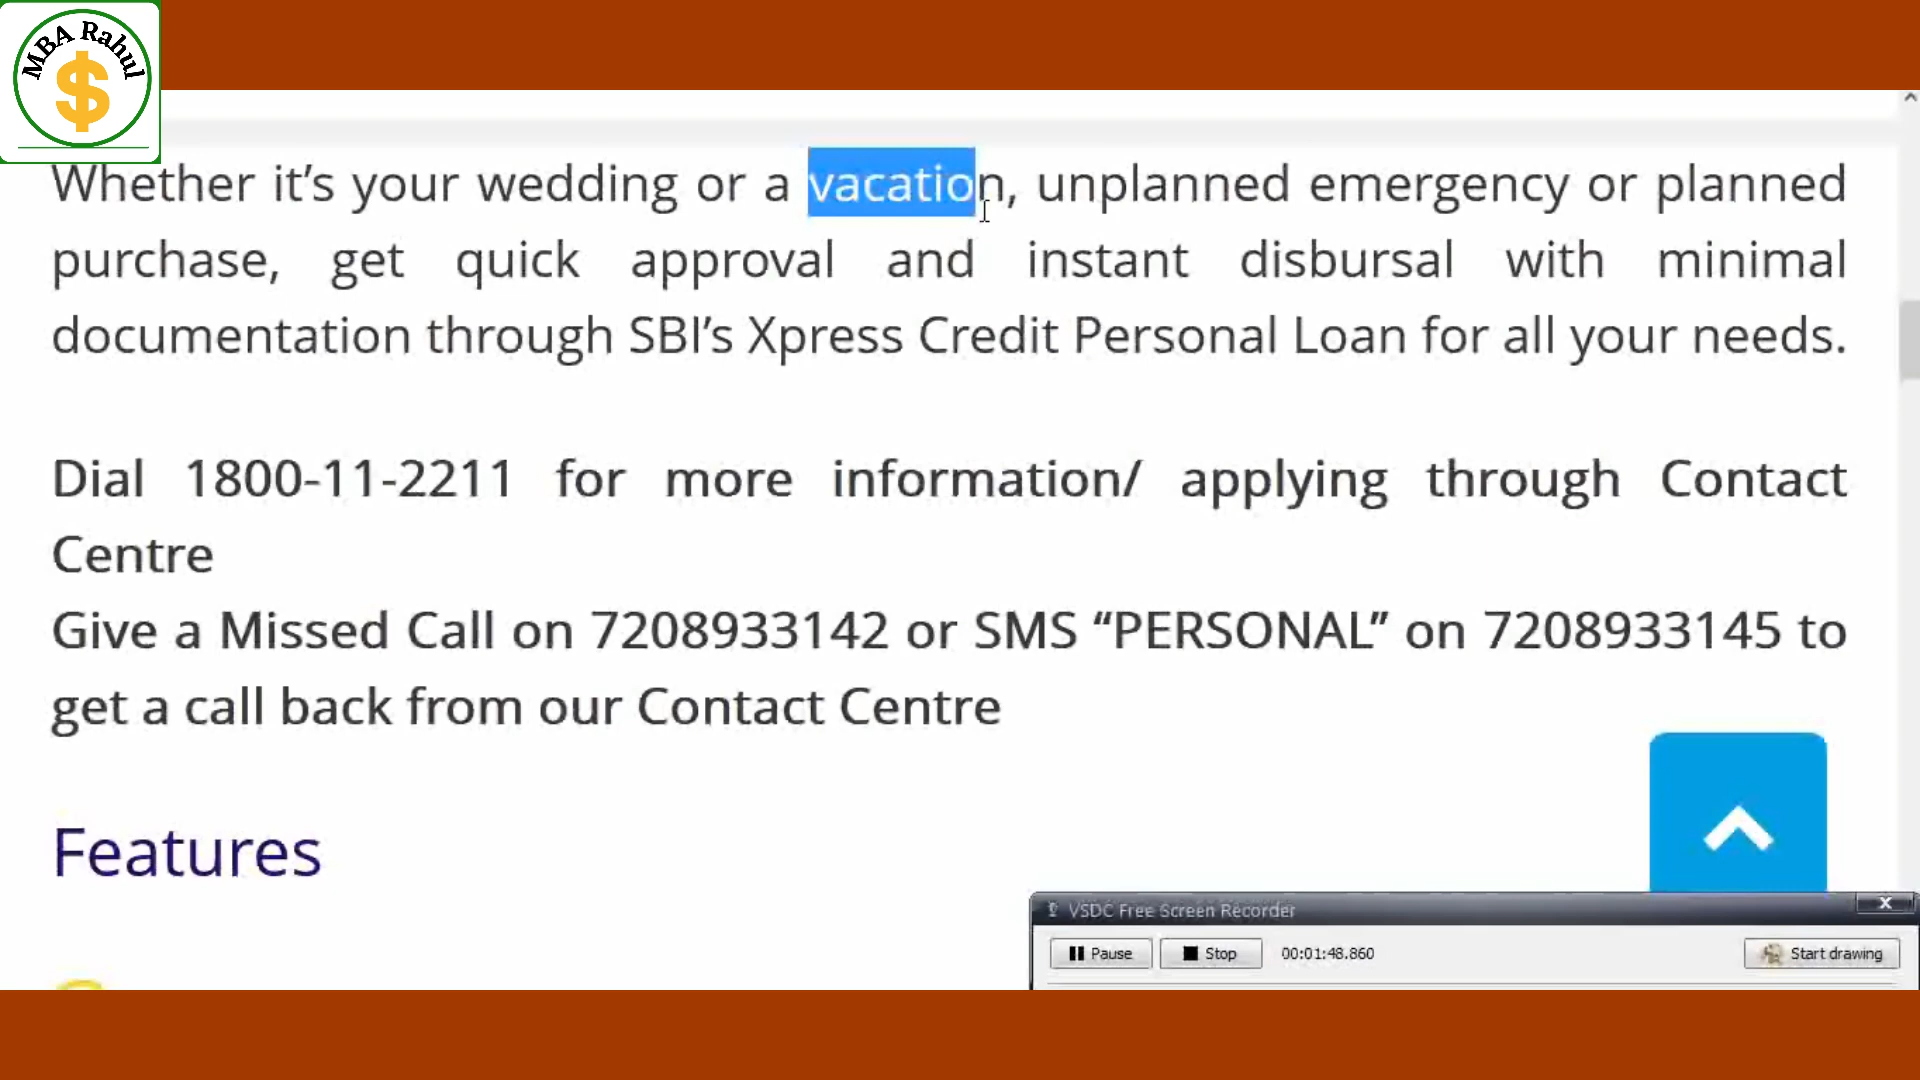 MBA Rahul
$
Whether it’s your wedding or a vacation, unplanned emergency or planned
purchase, get quick approval and instant disbursal with minimal
documentation through SBI’s Xpress Credit Personal Loan for all your needs.
Dial 1800-11-2211 for more information/ applying through Contact
Centre
Give a Missed Call on 7208933142 or SMS “PERSONAL” on 7208933145 to
get a call back from our Contact Centre
Features
VSDC Free Screen Recorder
Pause Stop 00:01:48.860 Start drawing